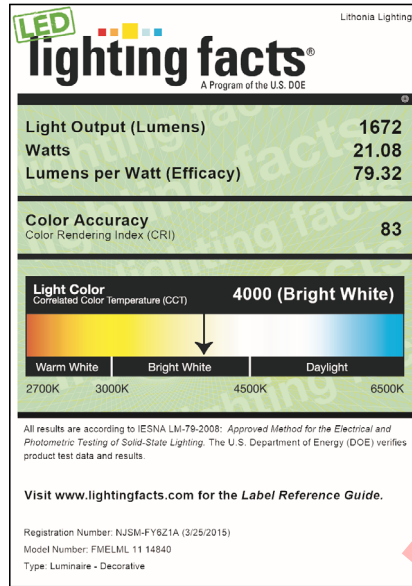 LED
Lithonia Lighting
lighting facts®
A Program of the U.S. DOE
Light Output (Lumens) 1672
Watts 21.08
Lumens per Watt (Efficacy) 79.32
Color Accuracy
Color Rendering Index (CRI) 83
Light Color
Correlated Color Temperature (CCT) 4000 (Bright White)
Warm White Bright White Daylight
2700K 3000K 4500K 6500K
All results are according to IESNA LM-79-2008: Approved Method for the Electrical and
Photometric Testing of Solid-State Lighting. The U.S. Department of Energy (DOE) verifies
product test data and results.
Visit www.lightingfacts.com for the Label Reference Guide.
Registration Number: NJSM-FY6Z1A (3/25/2015)
Model Number: FMELML 11 14840
Type: Luminaire - Decorative